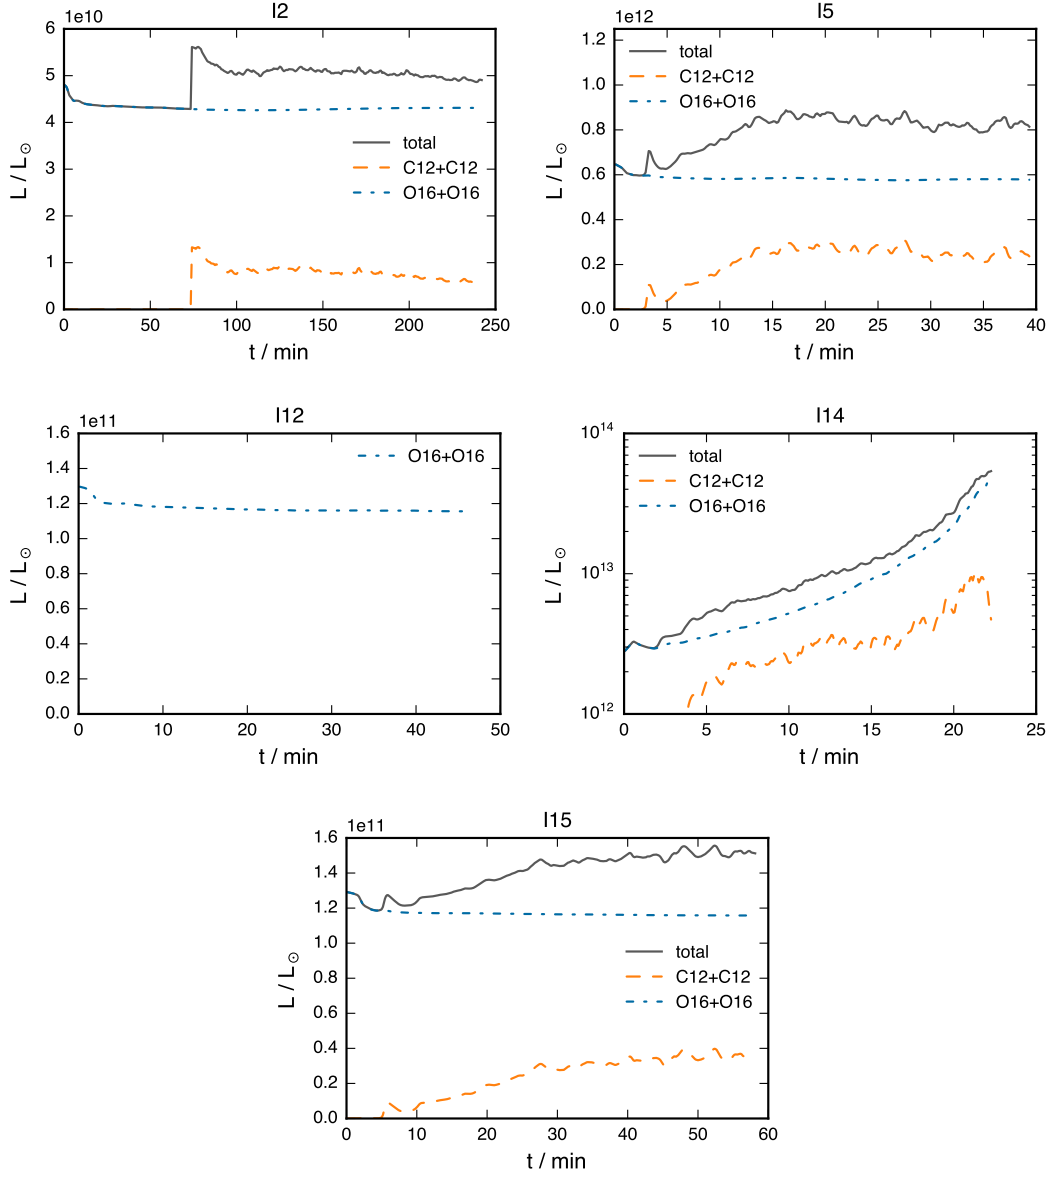 I2
1e10
6
5
4
3
2
1
0
0 50 100 150 200 250
L / L⊙
t / min
total
C12+C12
O16+O16
I5
1e12
1.2
1.0
0.8
0.6
0.4
0.2
0.0
0 5 10 15 20 25 30 35 40
L / L⊙
t / min
total
C12+C12
O16+O16
I12
1e11
1.6
1.4
1.2
1.0
0.8
0.6
0.4
0.2
0.0
0 10 20 30 40 50
L / L⊙
t / min
O16+O16
I14
10^14
10^13
10^12
0 5 10 15 20 25
L / L⊙
t / min
total
C12+C12
O16+O16
I15
1e11
1.6
1.4
1.2
1.0
0.8
0.6
0.4
0.2
0.0
0 10 20 30 40 50 60
L / L⊙
t / min
total
C12+C12
O16+O16